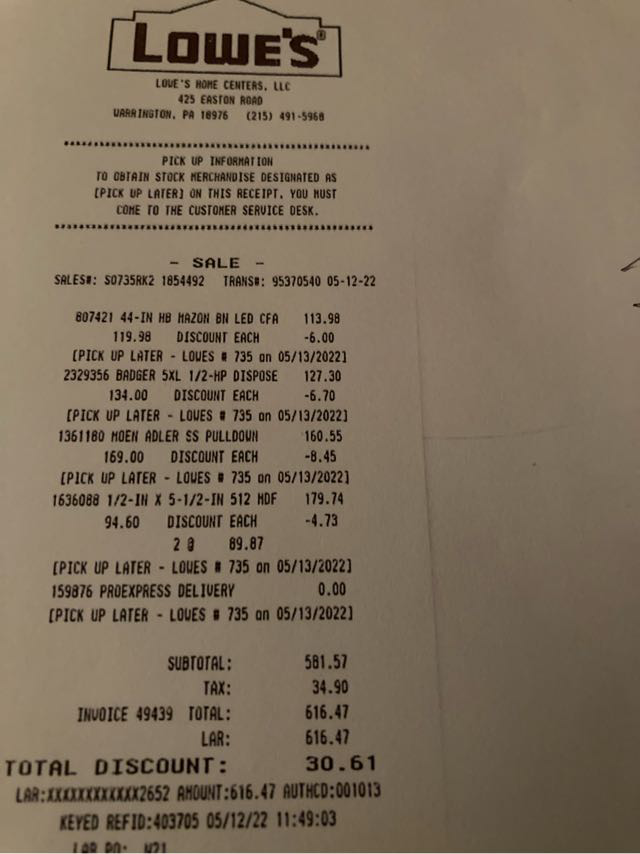 LOWE'S®
LOWE'S HOME CENTERS, LLC
425 EASTON ROAD
WARRINGTON, PA 18976 (215) 491-5968
PICK UP INFORMATION
TO OBTAIN STOCK MERCHANDISE DESIGNATED AS
[PICK UP LATER] ON THIS RECEIPT, YOU MUST
COME TO THE CUSTOMER SERVICE DESK.
- SALE -
SALES#: S0735RK2 1854492 TRANS#: 95370540 05-12-22
807421 44-IN HB MAZON BN LED CFA 113.98
119.98 DISCOUNT EACH -6.00
[PICK UP LATER - LOWES # 735 on 05/13/2022]
2329356 BADGER 5XL 1/2-HP DISPOSE 127.30
134.00 DISCOUNT EACH -6.70
[PICK UP LATER - LOWES # 735 on 05/13/2022]
1361180 MOEN ADLER SS PULLDOWN 160.55
169.00 DISCOUNT EACH -8.45
[PICK UP LATER - LOWES # 735 on 05/13/2022]
1636088 1/2-IN X 5-1/2-IN 512 MDF 179.74
94.60 DISCOUNT EACH -4.73
2 @ 89.87
[PICK UP LATER - LOWES # 735 on 05/13/2022]
159876 PROEXPRESS DELIVERY 0.00
[PICK UP LATER - LOWES # 735 on 05/13/2022]
SUBTOTAL: 581.57
TAX: 34.90
INVOICE 49439 TOTAL: 616.47
LAR: 616.47
TOTAL DISCOUNT: 30.61
LAR:XXXXXXXXXXXX2652 AMOUNT:616.47 AUTHCD:001013
KEYED REFID:403705 05/12/22 11:49:03
LAR PO: